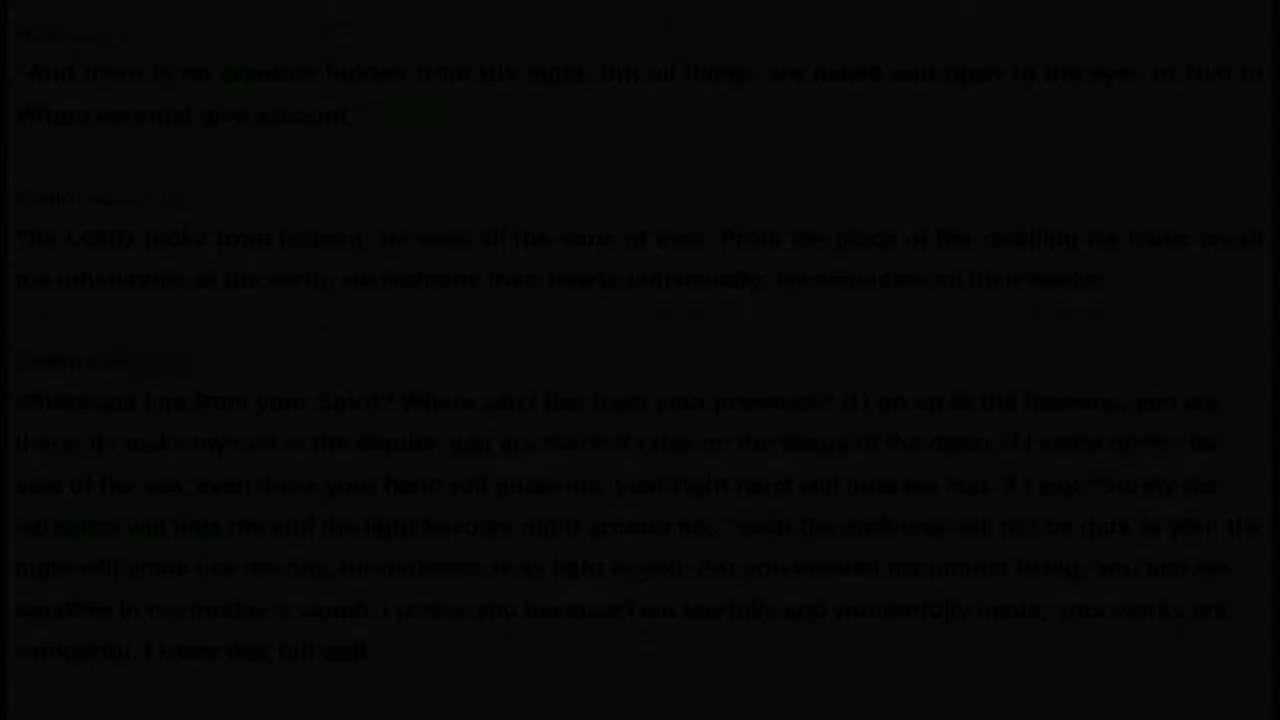 "And there is no creature hidden from His sight, but all things are naked and open to the eyes of Him to
Whom we must give account."
The LORD looks from heaven; He sees all the sons of men. From the place of His dwelling He looks on all
the inhabitants of the earth; He fashions their hearts individually; He considers all their works.
Where can I go from your Spirit? Where can I flee from your presence? If I go up to the heavens, you are
there; if I make my bed in the depths, you are there. If I rise on the wings of the dawn, if I settle on the far
side of the sea, even there your hand will guide me, your right hand will hold me fast. If I say, "Surely the
darkness will hide me and the light become night around me," even the darkness will not be dark to you; the
night will shine like the day, for darkness is as light to you. For you created my inmost being; you knit me
together in my mother's womb. I praise you because I am fearfully and wonderfully made; your works are
wonderful, I know that full well.